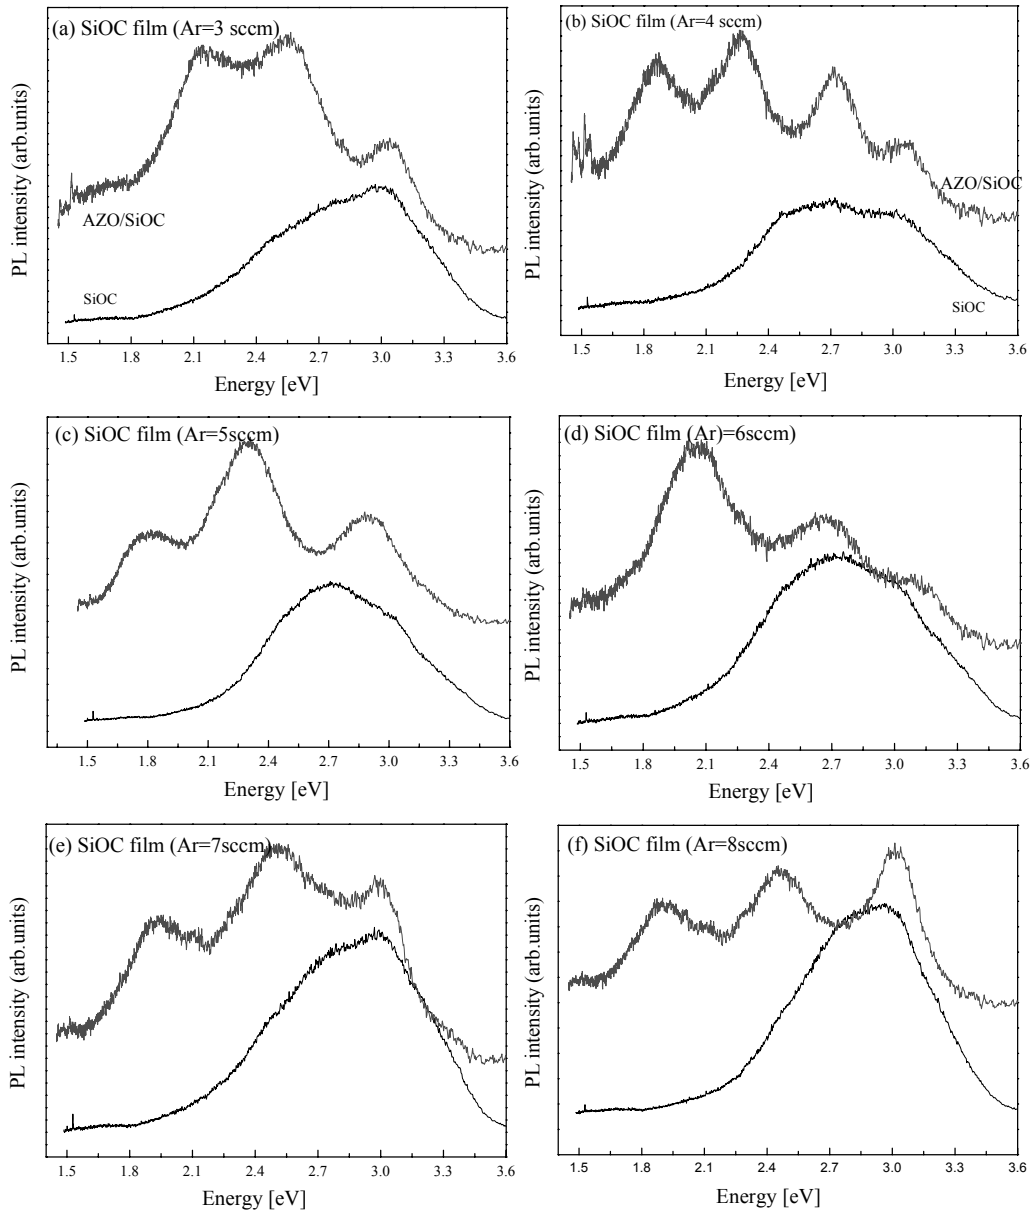 (a) SiOC film (Ar=3 sccm)
PL intensity (arb.units)
AZO/SiOC
SiOC
1.5 1.8 2.1 2.4 2.7 3.0 3.3 3.6
Energy [eV]
(b) SiOC film (Ar=4 sccm)
PL intensity (arb.units)
AZO/SiOC
SiOC
1.5 1.8 2.1 2.4 2.7 3.0 3.3 3.6
Energy [eV]
(c) SiOC film (Ar=5sccm)
PL intensity (arb.units)
1.5 1.8 2.1 2.4 2.7 3.0 3.3 3.6
Energy [eV]
(d) SiOC film (Ar)=6sccm)
PL intensity (arb.units)
1.5 1.8 2.1 2.4 2.7 3.0 3.3 3.6
Energy [eV]
(e) SiOC film (Ar=7sccm)
PL intensity (arb.units)
1.5 1.8 2.1 2.4 2.7 3.0 3.3 3.6
Energy [eV]
(f) SiOC film (Ar=8sccm)
PL intensity (arb.units)
1.5 1.8 2.1 2.4 2.7 3.0 3.3 3.6
Energy [eV]